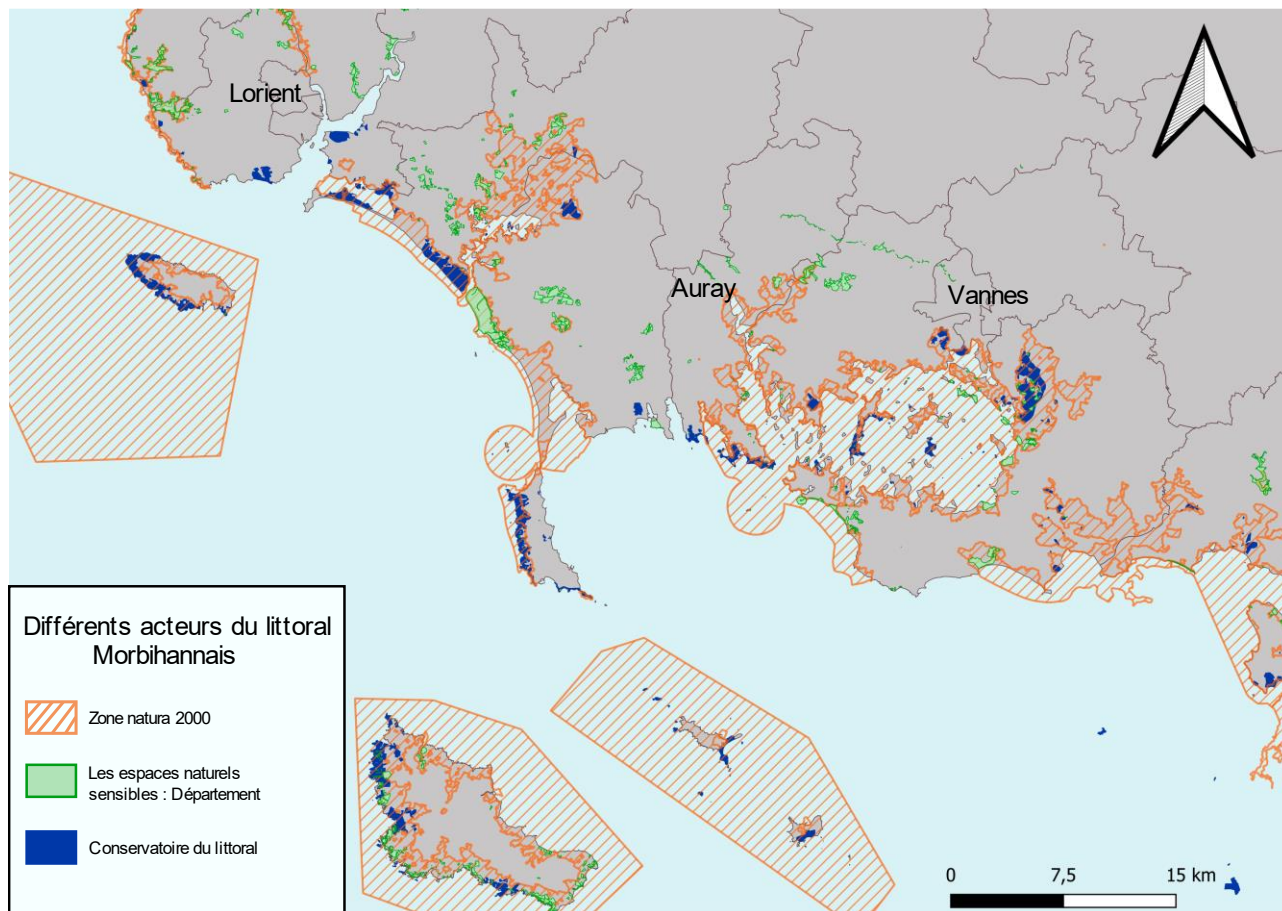 Lorient
Auray
Vannes
Différents acteurs du littoral
Morbihannais
Zone natura 2000
Les espaces naturels
sensibles : Département
Conservatoire du littoral
0 7,5 15 km